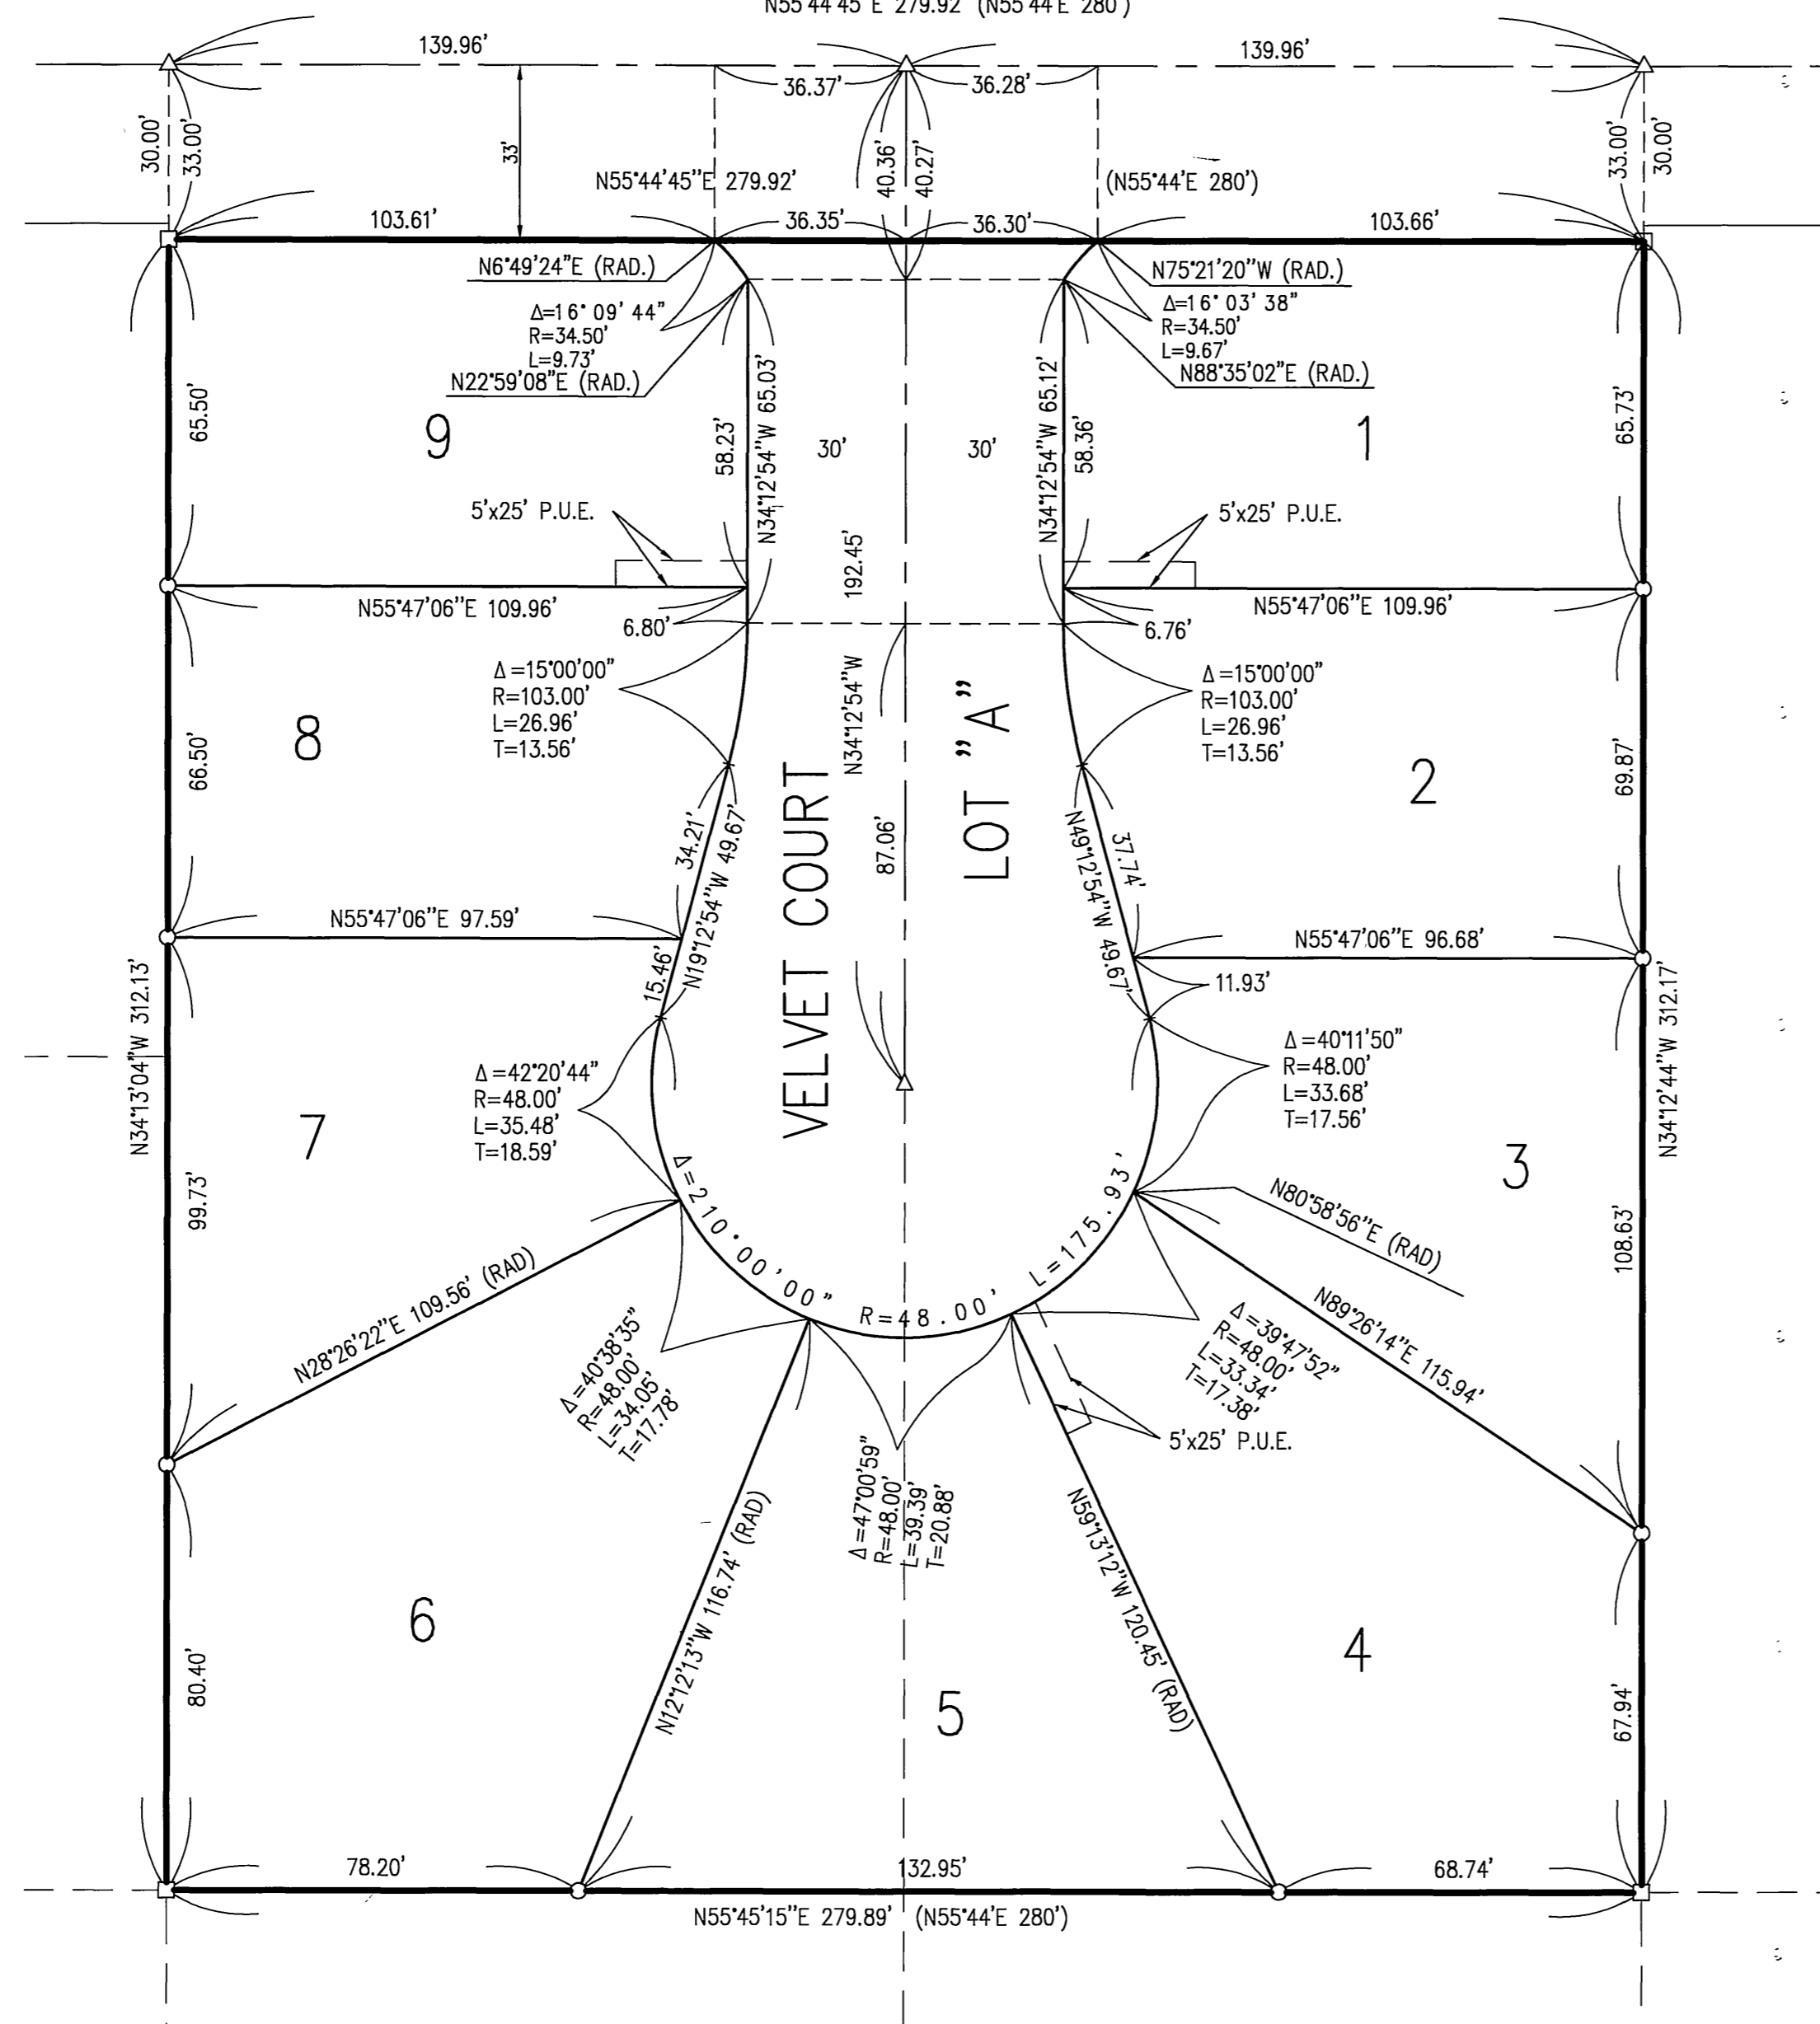 N55°44'45"E 279.92' (N55°44'E 280')
139.96'
139.96'
36.37'
36.28'
30.00'
33.00'
33'
40.36'
40.27'
33.00'
30.00'
N55°44'45"E 279.92'
(N55°44'E 280')
103.61'
36.35'
36.30'
103.66'
N6°49'24"E (RAD.)
N75°21'20"W (RAD.)
Δ=16° 09' 44"
R=34.50'
L=9.73'
Δ=16° 03' 38"
R=34.50'
L=9.67'
N22°59'08"E (RAD.)
N88°35'02"E (RAD.)
65.50'
9
58.23'
N34°12'54"W 65.03'
30'
30'
N34°12'54"W 65.12'
58.36'
1
65.73'
5'x25' P.U.E.
5'x25' P.U.E.
N55°47'06"E 109.96'
N55°47'06"E 109.96'
6.80'
6.76'
N34°12'54"W 192.45'
Δ=15°00'00"
R=103.00'
L=26.96'
T=13.56'
Δ=15°00'00"
R=103.00'
L=26.96'
T=13.56'
8
66.50'
2
69.87'
VELVET COURT
LOT "A"
87.06'
34.21'
N19°12'54"W 49.67'
15.46'
37.74'
N49°12'54"W 49.67'
N55°47'06"E 97.59'
N55°47'06"E 96.68'
11.93'
N34°13'04"W 312.13'
N34°12'44"W 312.17'
Δ=42°20'44"
R=48.00'
L=35.48'
T=18.59'
Δ=40°11'50"
R=48.00'
L=33.68'
T=17.56'
7
99.73'
3
108.63'
Δ=210°00'00" R=48.00' L=175.93'
N80°58'56"E (RAD)
N28°26'22"E 109.56' (RAD)
N89°26'14"E 115.94'
Δ=40°38'35"
R=48.00'
L=34.05'
T=17.78'
Δ=39°47'52"
R=48.00'
L=33.34'
T=17.38'
5'x25' P.U.E.
Δ=47°00'59"
R=48.00'
L=39.39'
T=20.88'
N12°12'13"W 116.74' (RAD)
N59°13'12"W 120.45' (RAD)
6
80.40'
5
4
67.94'
78.20'
132.95'
68.74'
N55°45'15"E 279.89' (N55°44'E 280')